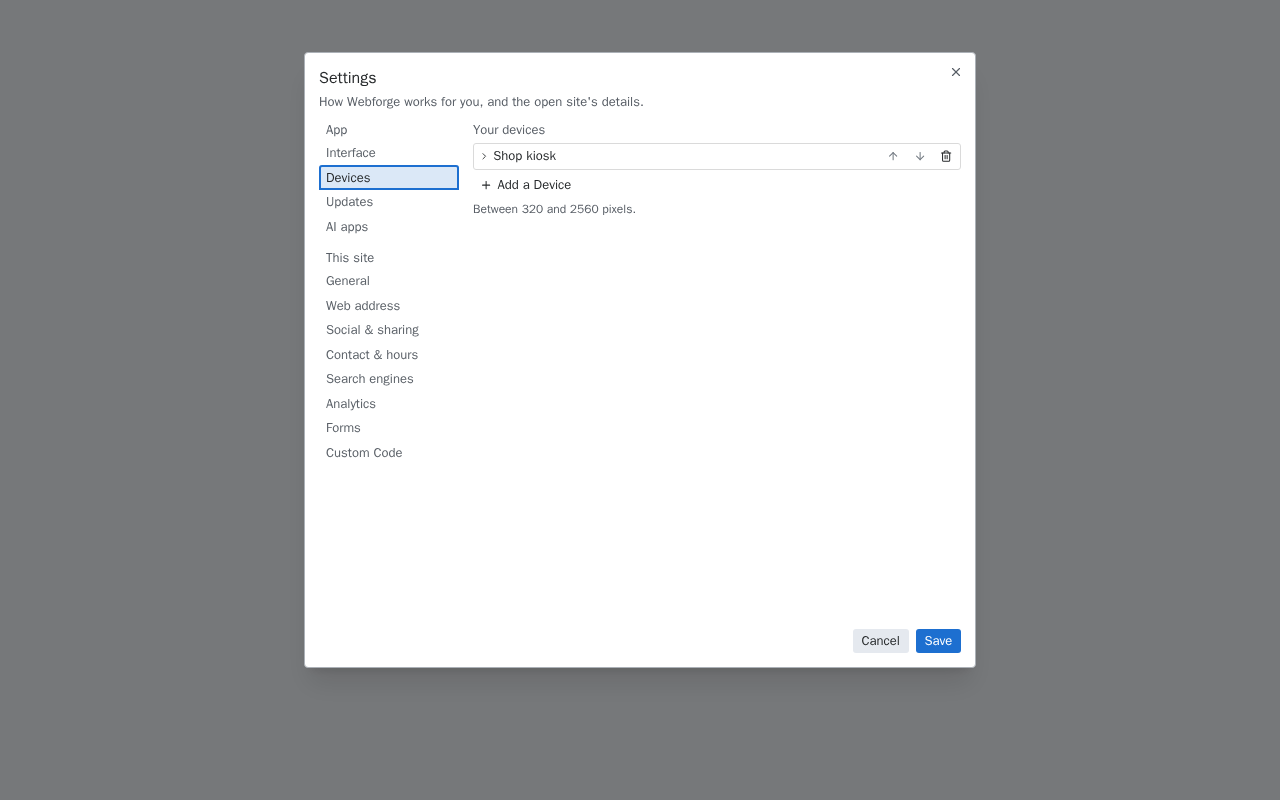 Settings
How Webforge works for you, and the open site's details.
App
Interface
Devices
Updates
AI apps
This site
General
Web address
Social & sharing
Contact & hours
Search engines
Analytics
Forms
Custom Code
Your devices
Shop kiosk
Add a Device
Between 320 and 2560 pixels.
Cancel
Save